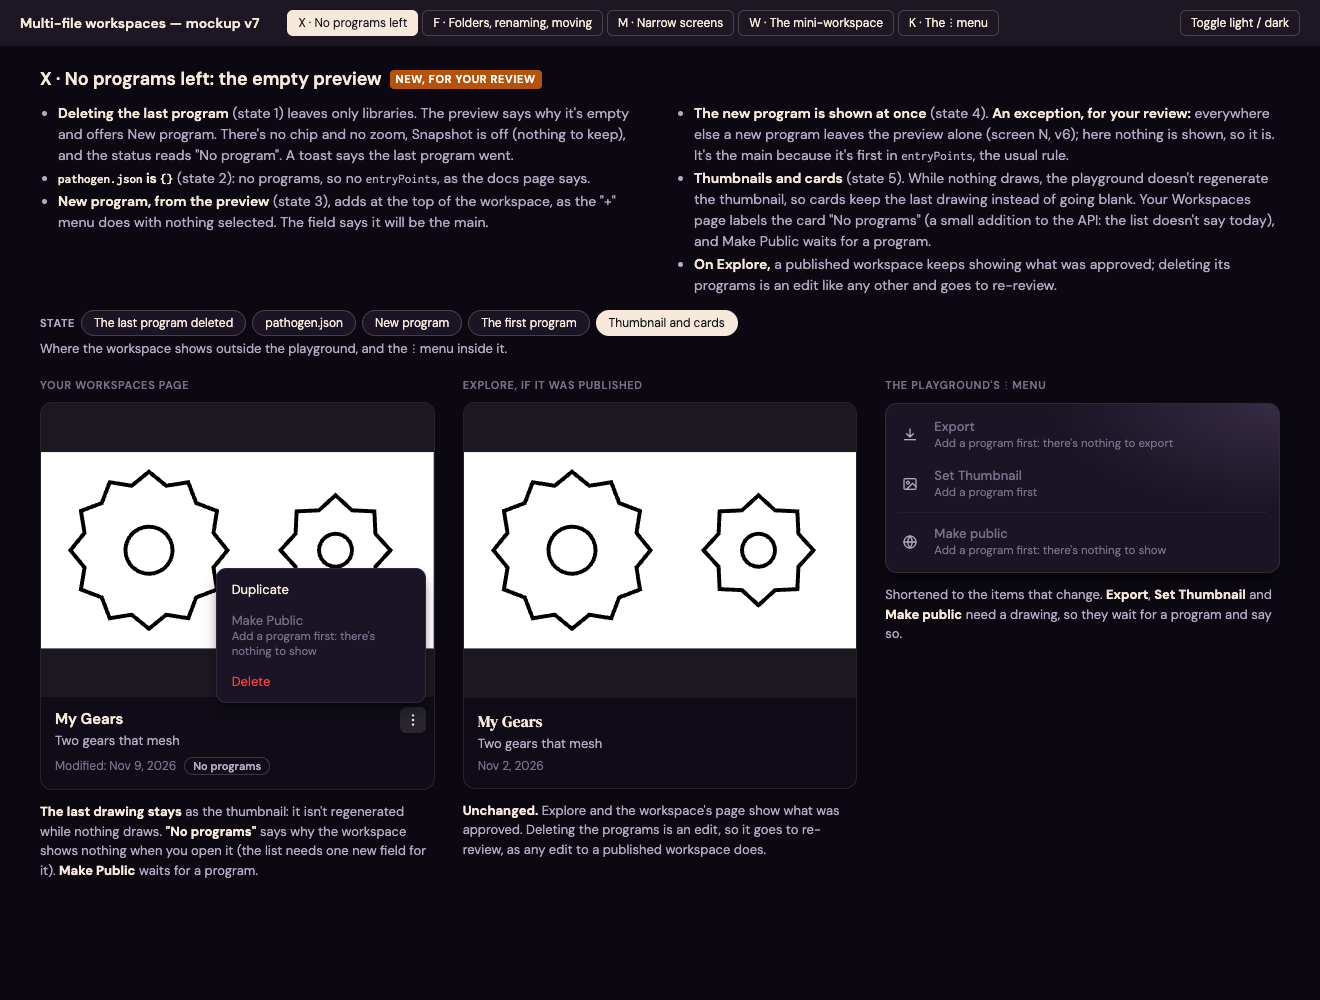 Multi-file workspaces — mockup v7
X · No programs left
F · Folders, renaming, moving
M · Narrow screens
W · The mini-workspace
K · The ⋮ menu
Toggle light / dark
X · No programs left: the empty preview
NEW, FOR YOUR REVIEW
• Deleting the last program (state 1) leaves only libraries. The preview says why it's empty
and offers New program. There's no chip and no zoom, Snapshot is off (nothing to keep),
and the status reads "No program". A toast says the last program went.
• pathogen.json is {} (state 2): no programs, so no entryPoints, as the docs page says.
• New program, from the preview (state 3), adds at the top of the workspace, as the "+"
menu does with nothing selected. The field says it will be the main.
• The new program is shown at once (state 4). An exception, for your review: everywhere
else a new program leaves the preview alone (screen N, v6); here nothing is shown, so it is.
It's the main because it's first in entryPoints, the usual rule.
• Thumbnails and cards (state 5). While nothing draws, the playground doesn't regenerate
the thumbnail, so cards keep the last drawing instead of going blank. Your Workspaces
page labels the card "No programs" (a small addition to the API: the list doesn't say today),
and Make Public waits for a program.
• On Explore, a published workspace keeps showing what was approved; deleting its
programs is an edit like any other and goes to re-review.
STATE
The last program deleted
pathogen.json
New program
The first program
Thumbnail and cards
Where the workspace shows outside the playground, and the ⋮ menu inside it.
YOUR WORKSPACES PAGE
Duplicate
Make Public
Add a program first: there's
nothing to show
Delete
My Gears
Two gears that mesh
Modified: Nov 9, 2026
No programs
The last drawing stays as the thumbnail: it isn't regenerated
while nothing draws. "No programs" says why the workspace
shows nothing when you open it (the list needs one new field for
it). Make Public waits for a program.
EXPLORE, IF IT WAS PUBLISHED
My Gears
Two gears that mesh
Nov 2, 2026
Unchanged. Explore and the workspace's page show what was
approved. Deleting the programs is an edit, so it goes to re-
review, as any edit to a published workspace does.
THE PLAYGROUND'S ⋮ MENU
Export
Add a program first: there's nothing to export
Set Thumbnail
Add a program first
Make public
Add a program first: there's nothing to show
Shortened to the items that change. Export, Set Thumbnail and
Make public need a drawing, so they wait for a program and say
so.